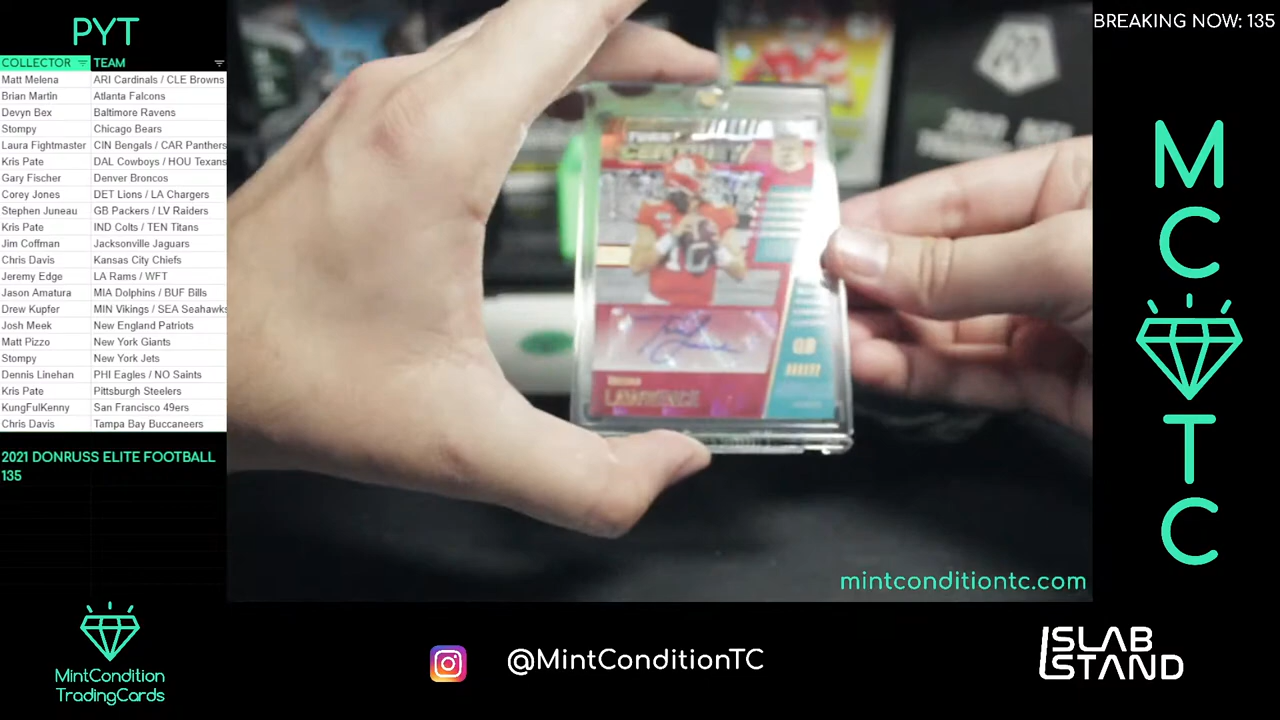 PYT
COLLECTOR TEAM
Matt Melena ARI Cardinals / CLE Browns
Brian Martin Atlanta Falcons
Devyn Bex Baltimore Ravens
Stompy Chicago Bears
Laura Fightmaster CIN Bengals / CAR Panthers
Kris Pate DAL Cowboys / HOU Texans
Gary Fischer Denver Broncos
Corey Jones DET Lions / LA Chargers
Stephen Juneau GB Packers / LV Raiders
Kris Pate IND Colts / TEN Titans
Jim Coffman Jacksonville Jaguars
Chris Davis Kansas City Chiefs
Jeremy Edge LA Rams / WFT
Jason Amatura MIA Dolphins / BUF Bills
Drew Kupfer MIN Vikings / SEA Seahawks
Josh Meek New England Patriots
Matt Pizzo New York Giants
Stompy New York Jets
Dennis Linehan PHI Eagles / NO Saints
Kris Pate Pittsburgh Steelers
KungFulKenny San Francisco 49ers
Chris Davis Tampa Bay Buccaneers
2021 DONRUSS ELITE FOOTBALL
135
MintCondition
TradingCards
CENTURY
16
QB
LAWRENCE
mintconditiontc.com
@MintConditionTC
BREAKING NOW: 135
M
C
T
C
SLAB
STAND